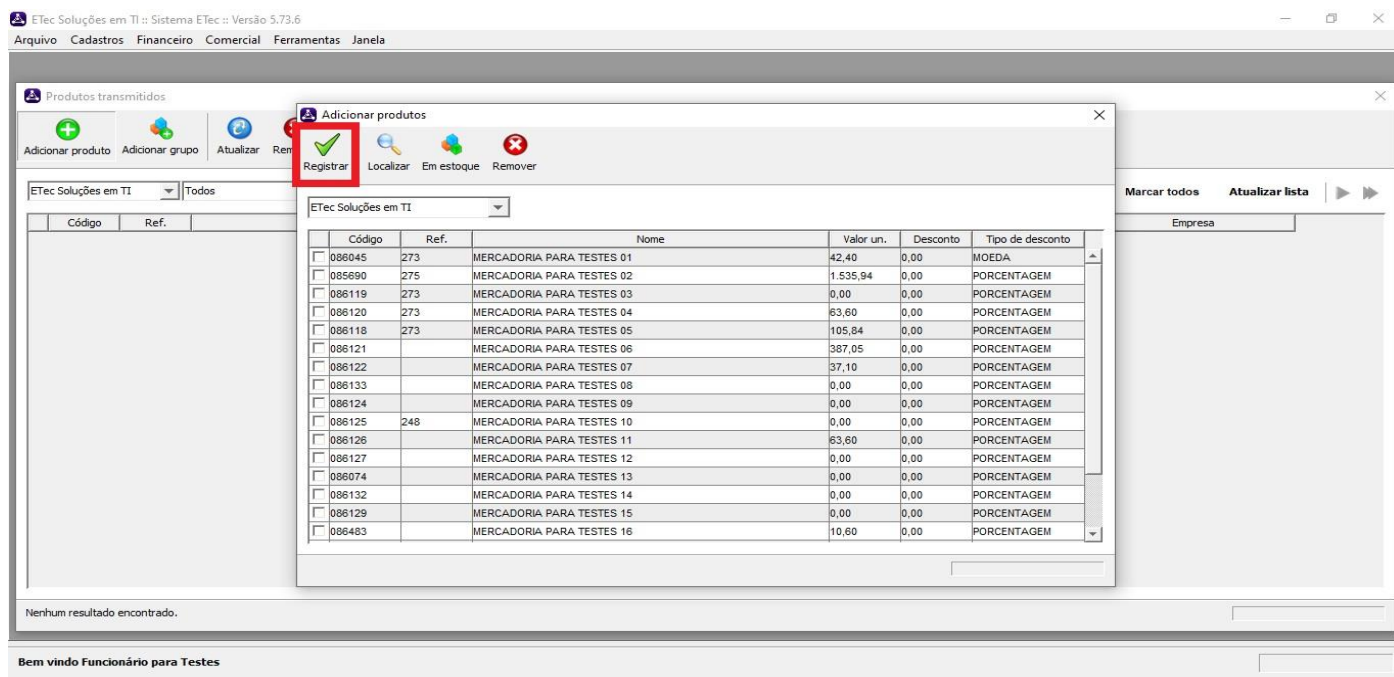 ETec Soluções em TI :: Sistema ETec :: Versão 5.73.6
Arquivo Cadastros Financeiro Comercial Ferramentas Janela
Produtos transmitidos
Adicionar produto Adicionar grupo Atualizar
Adicionar produtos
Registrar Localizar Em estoque Remover
ETec Soluções em TI Todos
Marcar todos Atualizar lista
ETec Soluções em TI
Código Ref.
Empresa
Código Ref. Nome Valor un. Desconto Tipo de desconto
086045 273 MERCADORIA PARA TESTES 01 42,40 0,00 MOEDA
085690 275 MERCADORIA PARA TESTES 02 1.535,94 0,00 PORCENTAGEM
086119 273 MERCADORIA PARA TESTES 03 0,00 0,00 PORCENTAGEM
086120 273 MERCADORIA PARA TESTES 04 63,60 0,00 PORCENTAGEM
086118 273 MERCADORIA PARA TESTES 05 105,84 0,00 PORCENTAGEM
086121 MERCADORIA PARA TESTES 06 387,05 0,00 PORCENTAGEM
086122 MERCADORIA PARA TESTES 07 37,10 0,00 PORCENTAGEM
086133 MERCADORIA PARA TESTES 08 0,00 0,00 PORCENTAGEM
086124 MERCADORIA PARA TESTES 09 0,00 0,00 PORCENTAGEM
086125 248 MERCADORIA PARA TESTES 10 0,00 0,00 PORCENTAGEM
086126 MERCADORIA PARA TESTES 11 63,60 0,00 PORCENTAGEM
086127 MERCADORIA PARA TESTES 12 0,00 0,00 PORCENTAGEM
086074 MERCADORIA PARA TESTES 13 0,00 0,00 PORCENTAGEM
086132 MERCADORIA PARA TESTES 14 0,00 0,00 PORCENTAGEM
086129 MERCADORIA PARA TESTES 15 0,00 0,00 PORCENTAGEM
086483 MERCADORIA PARA TESTES 16 10,60 0,00 PORCENTAGEM
Nenhum resultado encontrado.
Bem vindo Funcionário para Testes